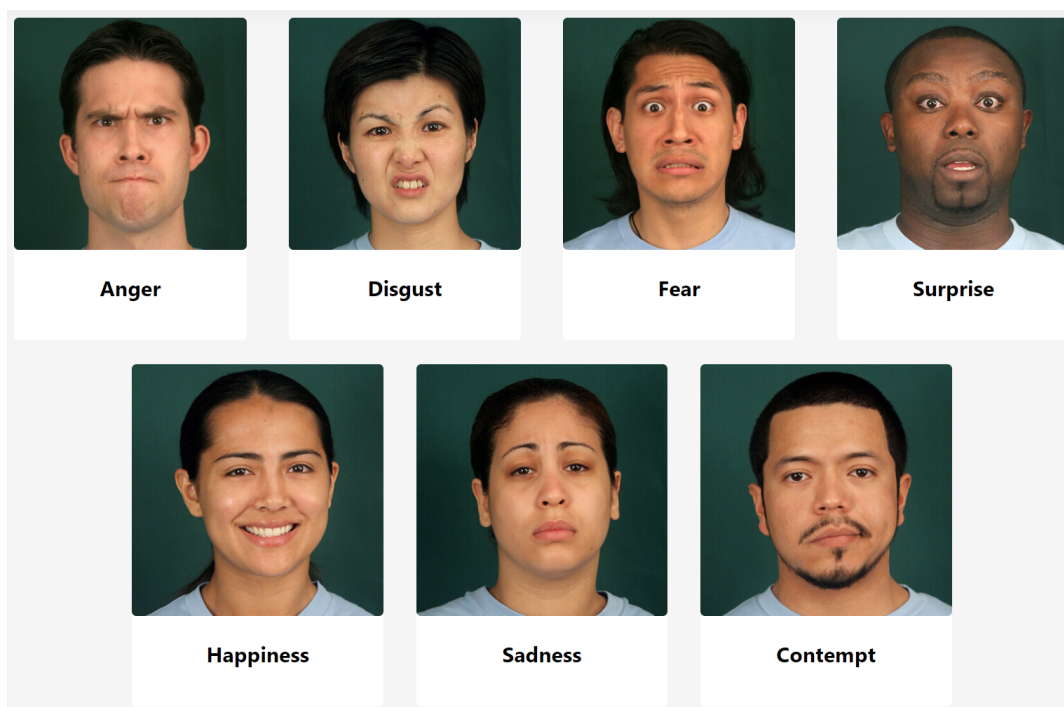 Anger
Disgust
Fear
Surprise
Happiness
Sadness
Contempt